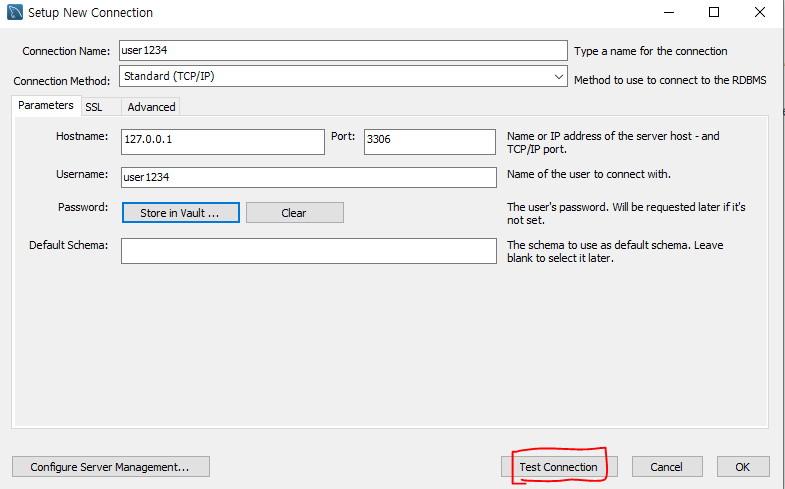 Setup New Connection
Connection Name: user1234 Type a name for the connection
Connection Method: Standard (TCP/IP) Method to use to connect to the RDBMS
Parameters SSL Advanced
Hostname: 127.0.0.1 Port: 3306 Name or IP address of the server host - and
TCP/IP port.
Username: user1234 Name of the user to connect with.
Password: Store in Vault ... Clear The user's password. Will be requested later if it's
not set.
Default Schema: The schema to use as default schema. Leave
blank to select it later.
Configure Server Management... Test Connection Cancel OK